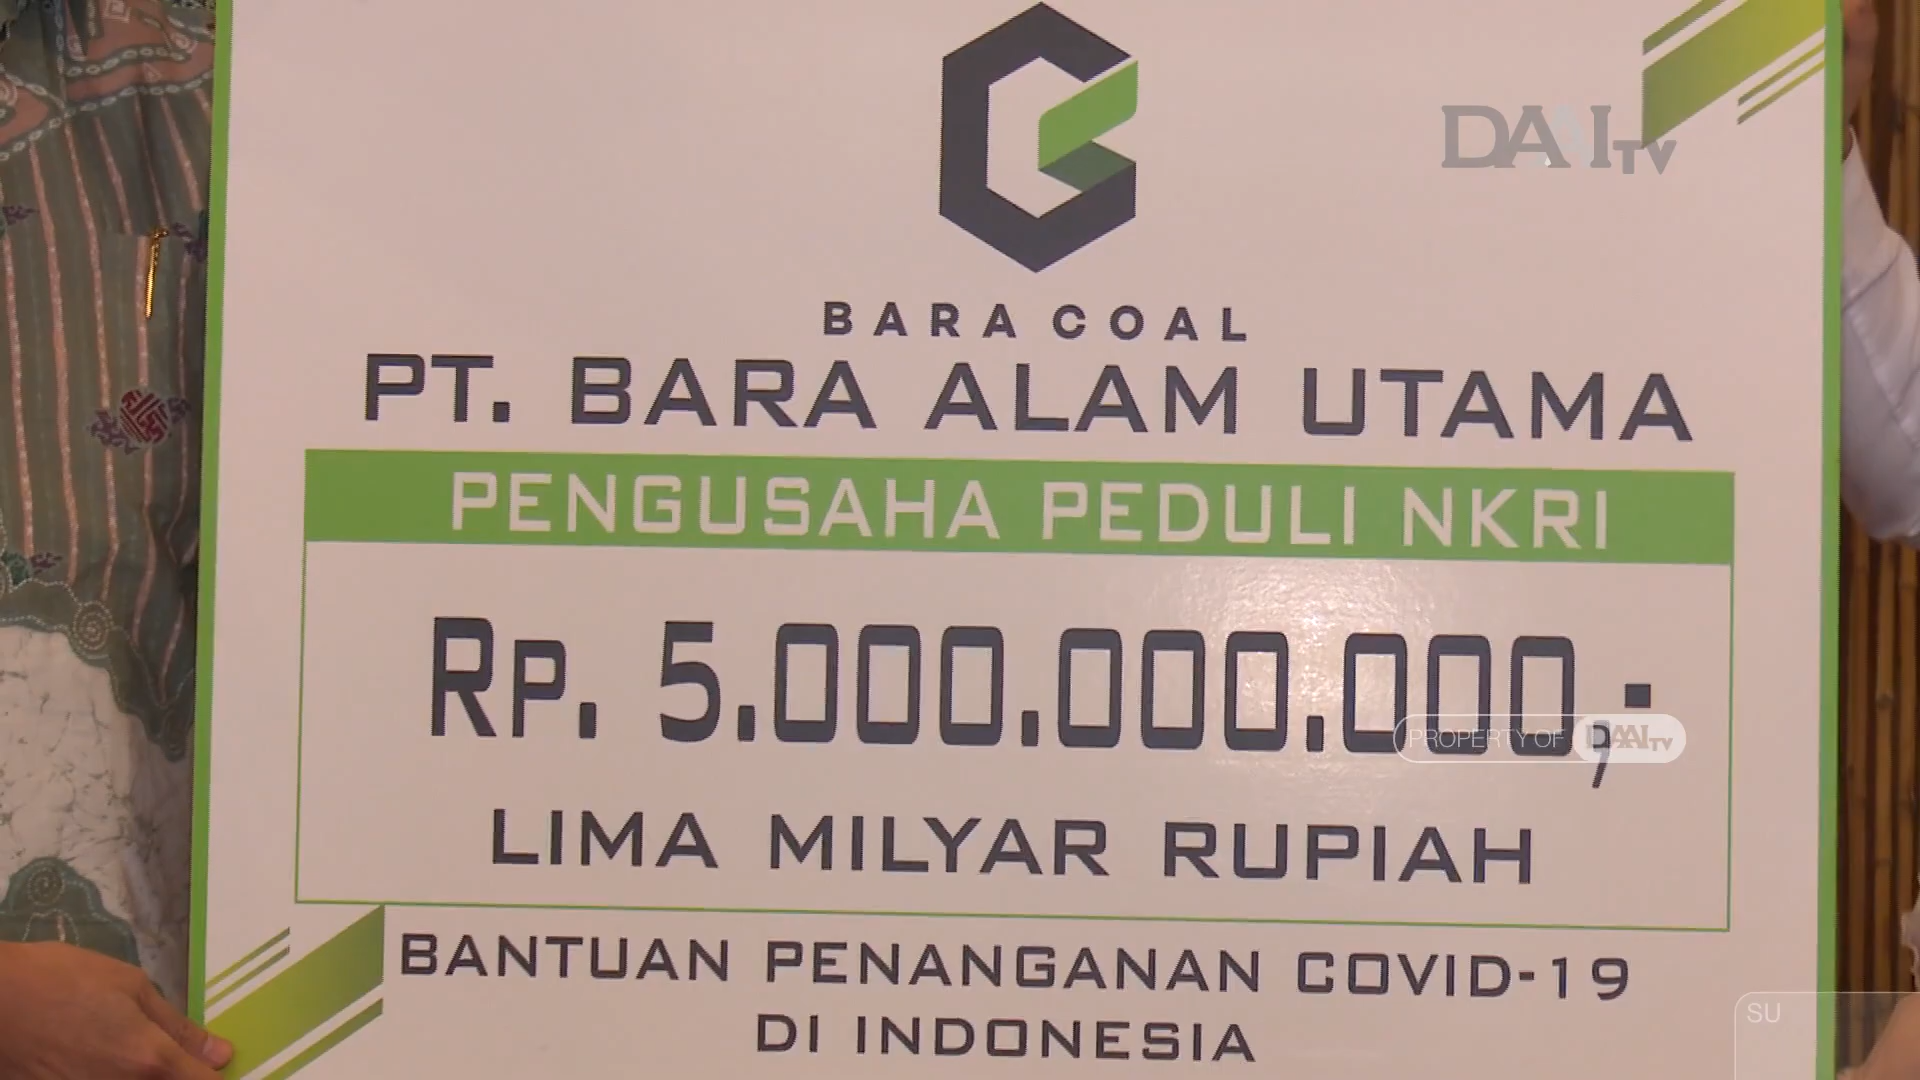 DAAI TV
BARA COAL
PT. BARA ALAM UTAMA
PENGUSAHA PEDULI NKRI
RP. 5.000.000.000,-
PROPERTY OF DAAI TV
LIMA MILYAR RUPIAH
BANTUAN PENANGANAN COVID-19
DI INDONESIA
SU